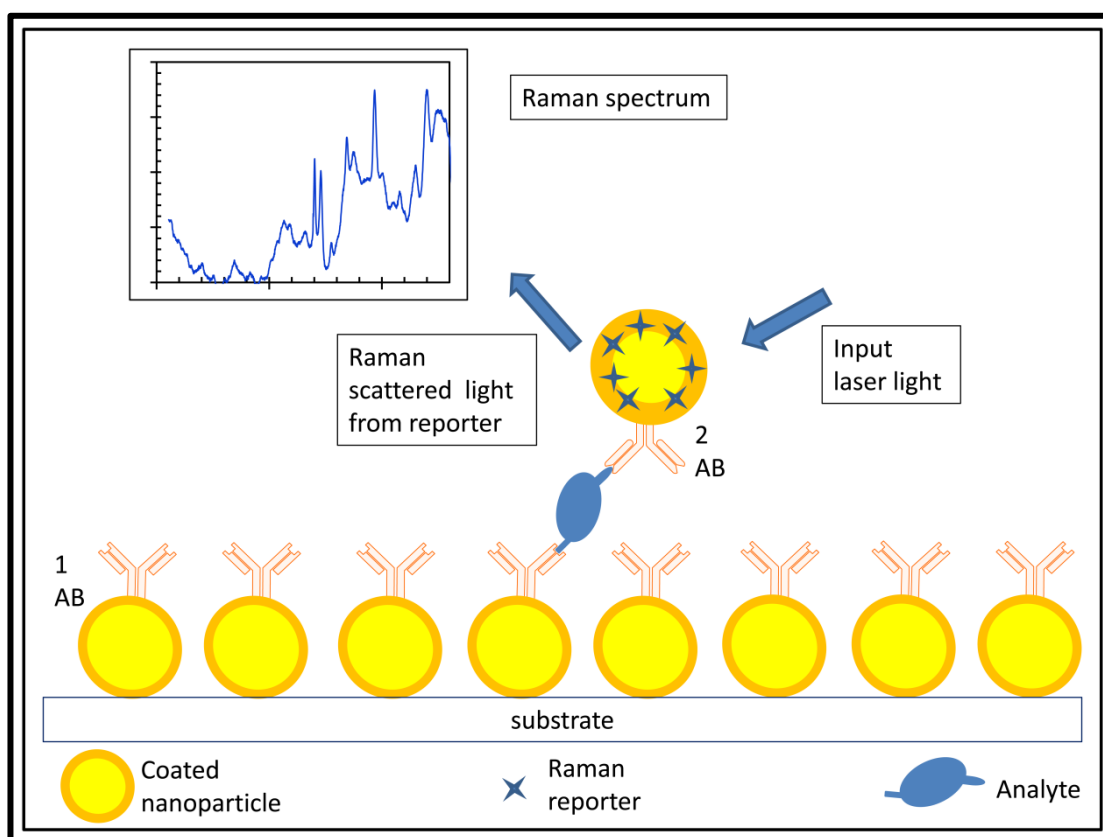 Raman spectrum
Raman
scattered light
from reporter
Input
laser light
2
AB
1
AB
substrate
Coated
nanoparticle
Raman
reporter
Analyte